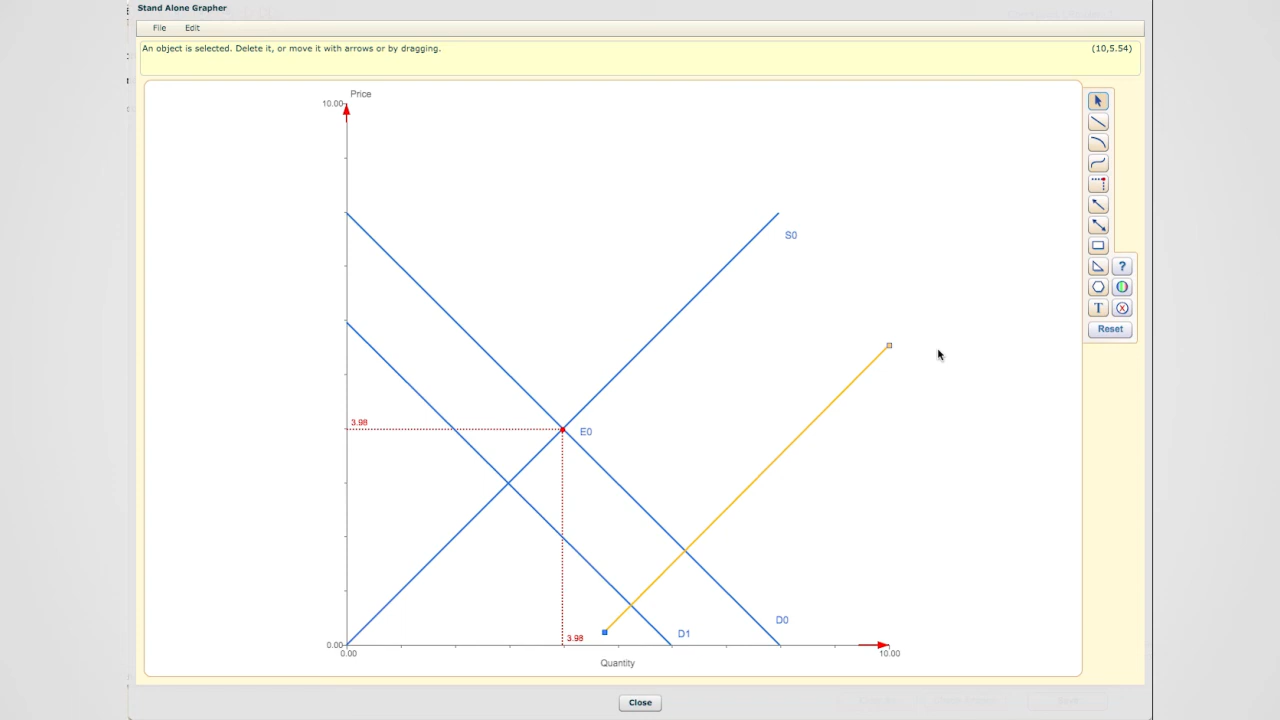 Stand Alone Grapher
File Edit
An object is selected. Delete it, or move it with arrows or by dragging. (10,5.54)
Price
10.00
S0
3.98
E0
?
T
Reset
D0
3.98
D1
0.00
0.00
10.00
Quantity
Close